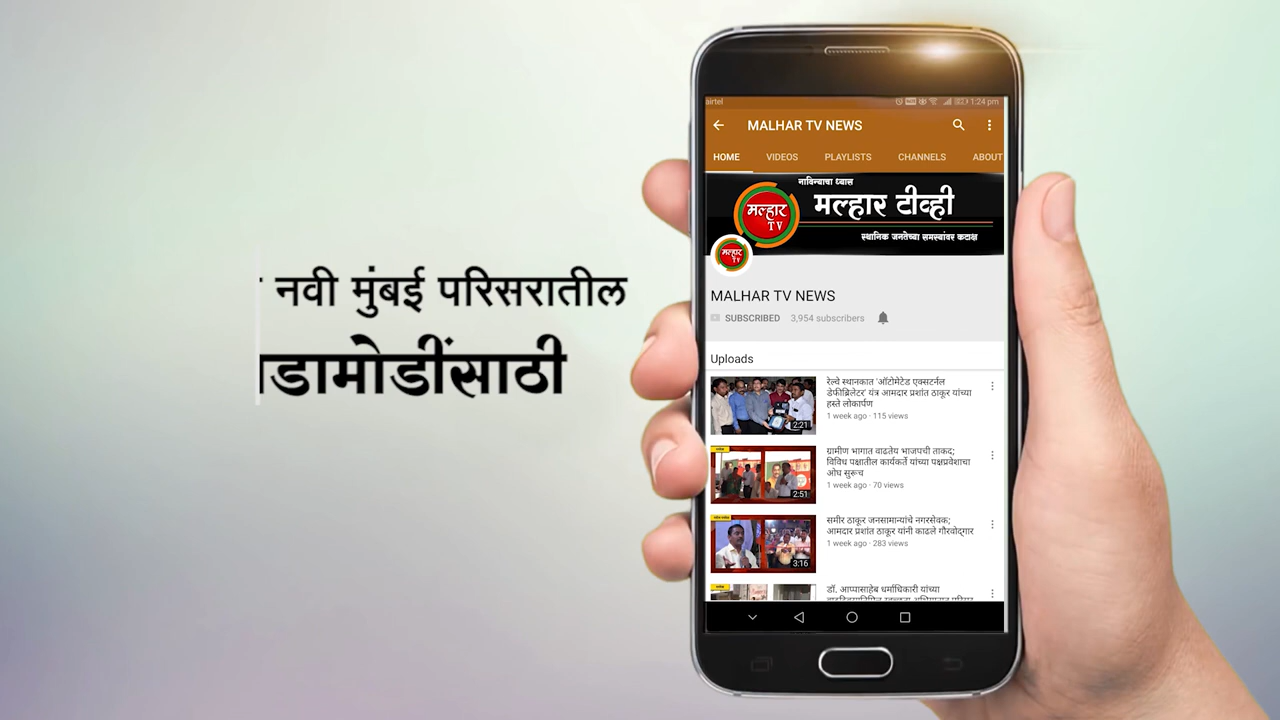 नवी मुंबई परिसरातील
डामोडींसाठी
airtel
1:24 pm
MALHAR TV NEWS
HOME VIDEOS PLAYLISTS CHANNELS ABOUT
नाविन्याचा ध्यास
मल्हार टीव्ही
स्थानिक जनतेच्या समस्यांवर कटाक्ष
मल्हार
TV
मल्हार
TV
MALHAR TV NEWS
SUBSCRIBED 3,954 subscribers
Uploads
रेल्वे स्थानकात 'ऑटोमेटेड एक्सटर्नल
डेफीब्रिलेटर' यंत्र आमदार प्रशांत ठाकूर यांच्या
हस्ते लोकार्पण
1 week ago · 115 views
2:21
ग्रामीण भागात वाढतेय भाजपची ताकद;
विविध पक्षातील कार्यकर्ते यांच्या पक्षप्रवेशाचा
ओघ सुरूच
1 week ago · 70 views
2:51
समीर ठाकूर जनसामान्यांचे नगरसेवक;
आमदार प्रशांत ठाकूर यांनी काढले गौरवोद्गार
1 week ago · 283 views
3:16
डॉ. आप्पासाहेब धर्माधिकारी यांच्या